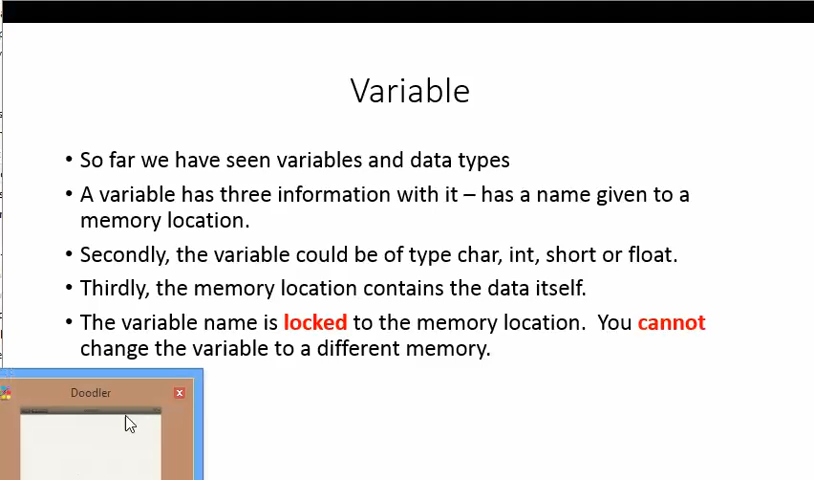 Variable
• So far we have seen variables and data types
• A variable has three information with it – has a name given to a
memory location.
• Secondly, the variable could be of type char, int, short or float.
• Thirdly, the memory location contains the data itself.
• The variable name is locked to the memory location.  You cannot
change the variable to a different memory.
Doodler